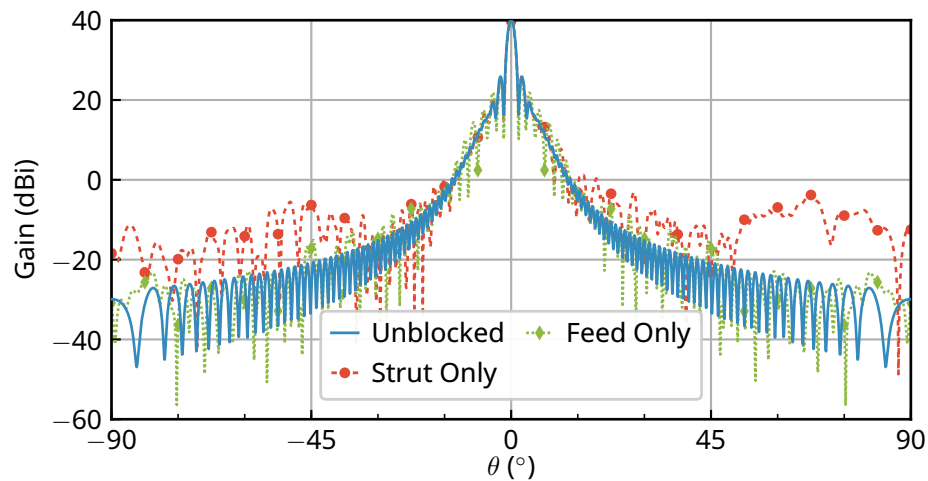 40
20
0
−20
−40
−60
Gain (dBi)
Unblocked
Feed Only
Strut Only
−90
−45
0
45
90
θ (°)